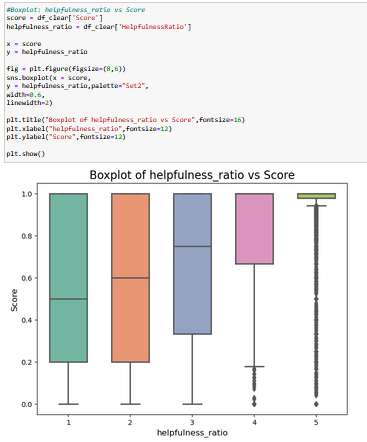 #Boxplot: helpfulness_ratio vs Score
score = df_clear['Score']
helpfulness_ratio = df_clear['HelpfulnessRatio']
x = score
y = helpfulness_ratio
fig = plt.figure(figsize=(8,6))
sns.boxplot(x = score,
y = helpfulness_ratio,palette="Set2",
width=0.6,
linewidth=2)
plt.title("Boxplot of helpfulness_ratio vs Score",fontsize=16)
plt.xlabel("helpfulness_ratio",fontsize=12)
plt.ylabel("Score",fontsize=12)
plt.show()
Boxplot of helpfulness_ratio vs Score
1.0
0.8
0.6
0.4
0.2
0.0
Score
1 2 3 4 5
helpfulness_ratio